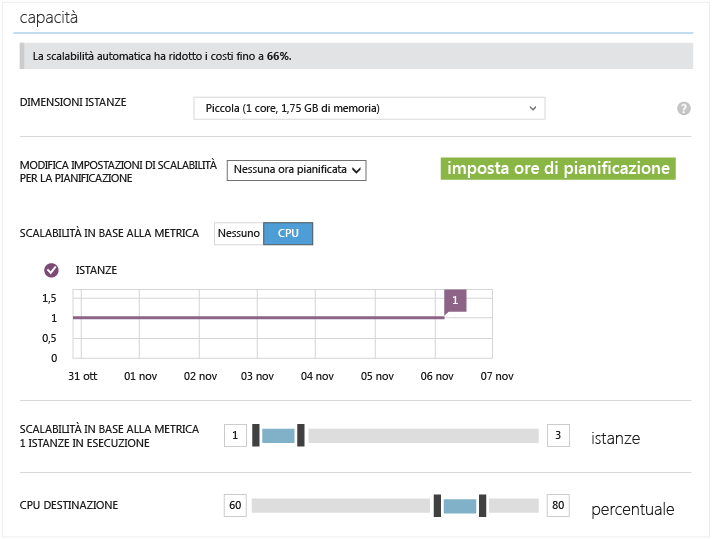 capacità
La scalabilità automatica ha ridotto i costi fino a 66%.
DIMENSIONI ISTANZE
Piccola (1 core, 1,75 GB di memoria)
?
MODIFICA IMPOSTAZIONI DI SCALABILITÀ
PER LA PIANIFICAZIONE
Nessuna ora pianificata
imposta ore di pianificazione
SCALABILITÀ IN BASE ALLA METRICA
Nessuno
CPU
ISTANZE
1,5
1
0,5
0
1
31 ott
01 nov
02 nov
03 nov
04 nov
05 nov
06 nov
07 nov
SCALABILITÀ IN BASE ALLA METRICA
1 ISTANZE IN ESECUZIONE
1
3
istanze
CPU DESTINAZIONE
60
80
percentuale